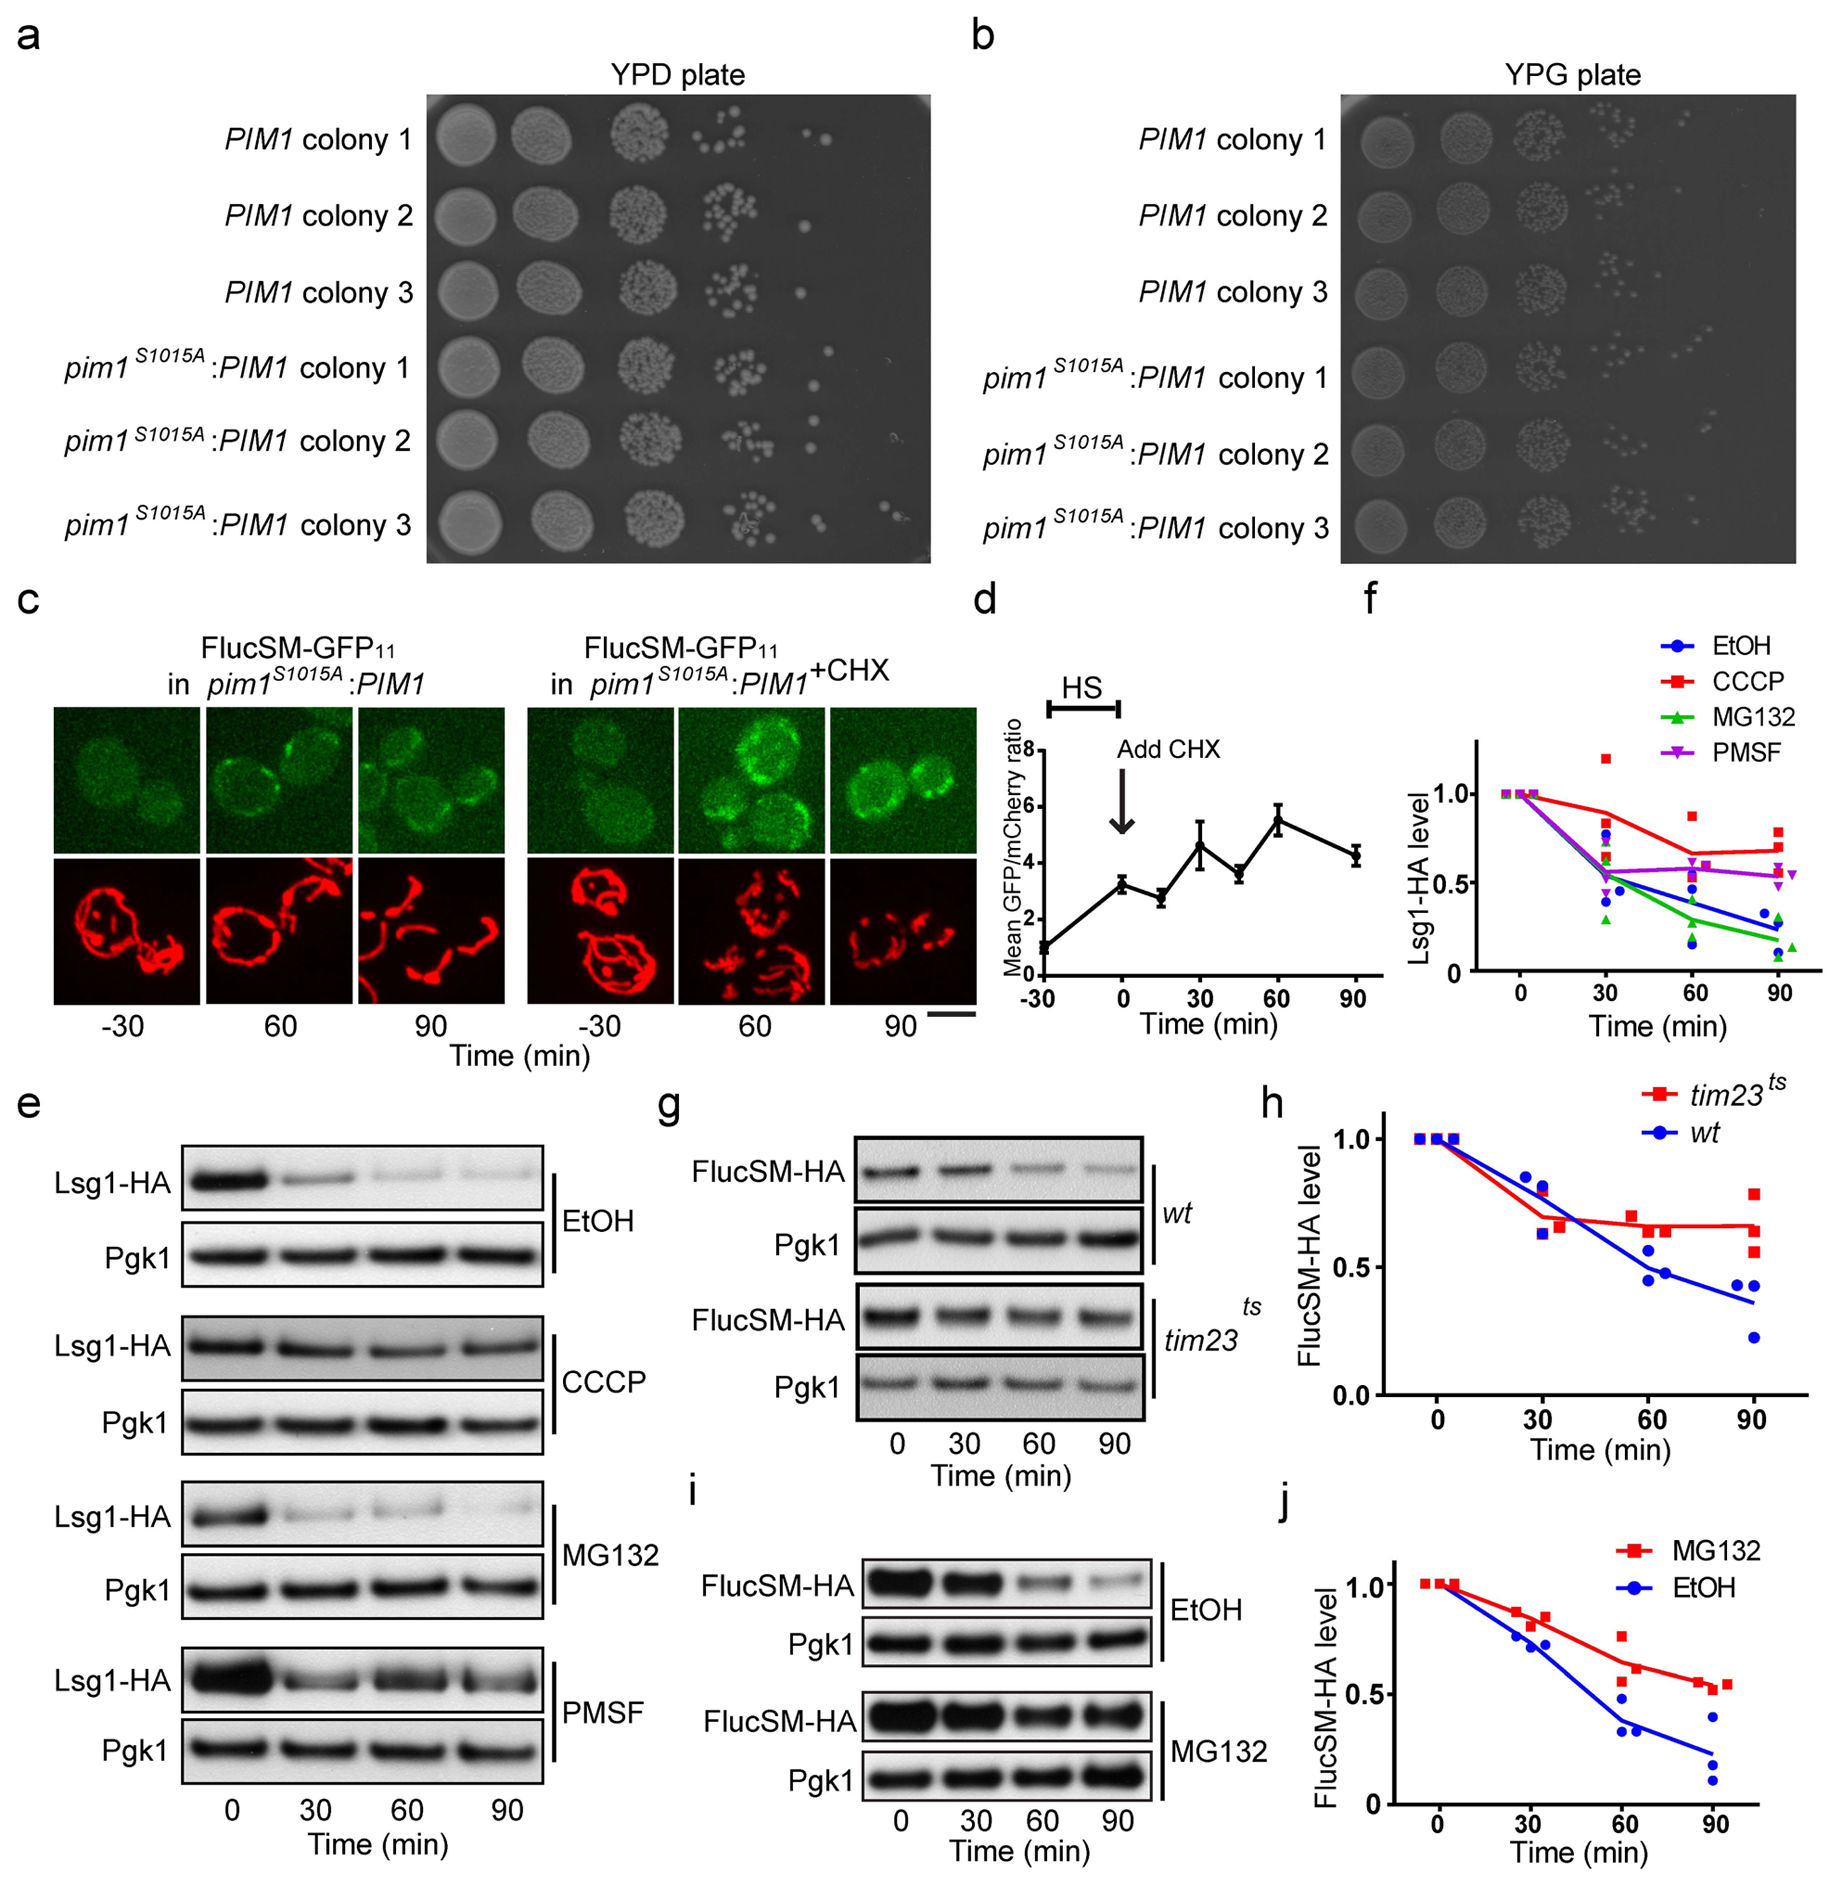 a
YPD plate
PIM1 colony 1
PIM1 colony 2
PIM1 colony 3
pim1 S1015A :PIM1 colony 1
pim1 S1015A :PIM1 colony 2
pim1 S1015A :PIM1 colony 3
b
YPG plate
PIM1 colony 1
PIM1 colony 2
PIM1 colony 3
pim1 S1015A :PIM1 colony 1
pim1 S1015A :PIM1 colony 2
pim1 S1015A :PIM1 colony 3
c
FlucSM-GFP11
in pim1 S1015A :PIM1
FlucSM-GFP11
in pim1 S1015A :PIM1 +CHX
-30 60 90 -30 60 90
Time (min)
d
HS
Add CHX
Mean GFP/mCherry ratio
8
6
4
2
0
-30 0 30 60 90
Time (min)
f
EtOH
CCCP
MG132
PMSF
Lsg1-HA level
1.0
0.5
0
0 30 60 90
Time (min)
e
Lsg1-HA
Pgk1
EtOH
Lsg1-HA
Pgk1
CCCP
Lsg1-HA
Pgk1
MG132
Lsg1-HA
Pgk1
PMSF
0 30 60 90
Time (min)
g
FlucSM-HA
Pgk1
wt
FlucSM-HA
Pgk1
tim23 ts
0 30 60 90
Time (min)
h
tim23 ts
wt
FlucSM-HA level
1.0
0.5
0.0
0 30 60 90
Time (min)
i
FlucSM-HA
Pgk1
EtOH
FlucSM-HA
Pgk1
MG132
0 30 60 90
Time (min)
j
MG132
EtOH
FlucSM-HA level
1.0
0.5
0
0 30 60 90
Time (min)